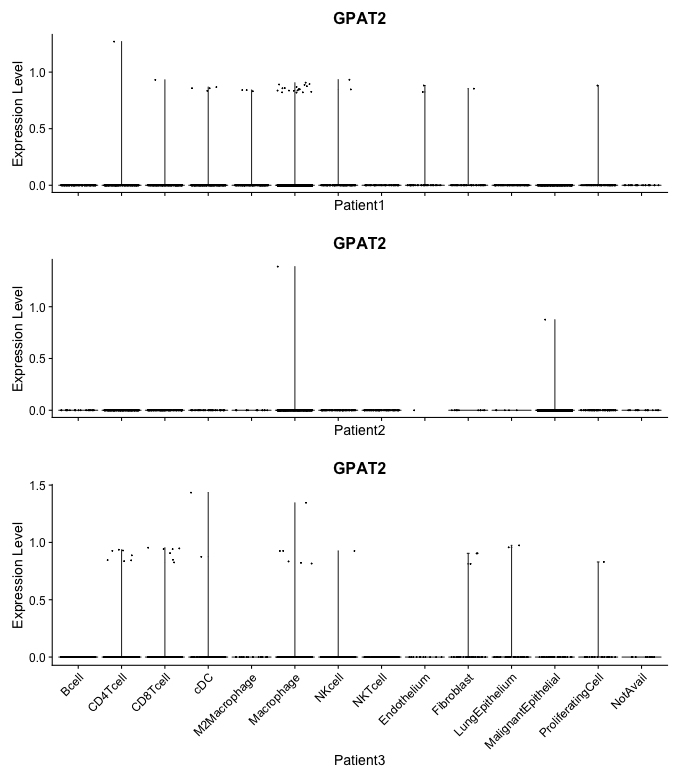 GPAT2
Expression Level
1.0
0.5
0.0
Patient1
GPAT2
Expression Level
1.0
0.5
0.0
Patient2
GPAT2
Expression Level
1.5
1.0
0.5
0.0
Bcell
CD4Tcell
CD8Tcell
cDC
M2Macrophage
Macrophage
NKcell
NKTcell
Endothelium
Fibroblast
LungEpithelium
MalignantEpithelial
ProliferatingCell
NotAvail
Patient3